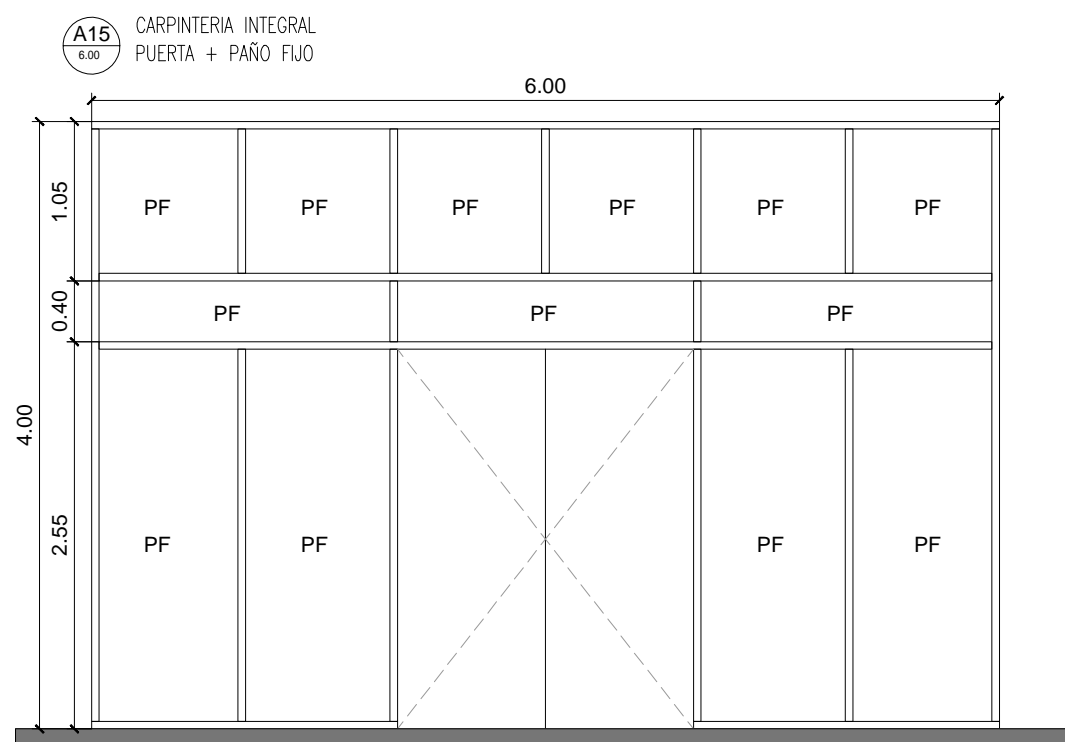 A15
6.00
CARPINTERIA INTEGRAL
PUERTA + PAÑO FIJO
6.00
1.05
PF PF PF PF PF PF
0.40
PF PF PF
4.00
2.55
PF PF PF PF